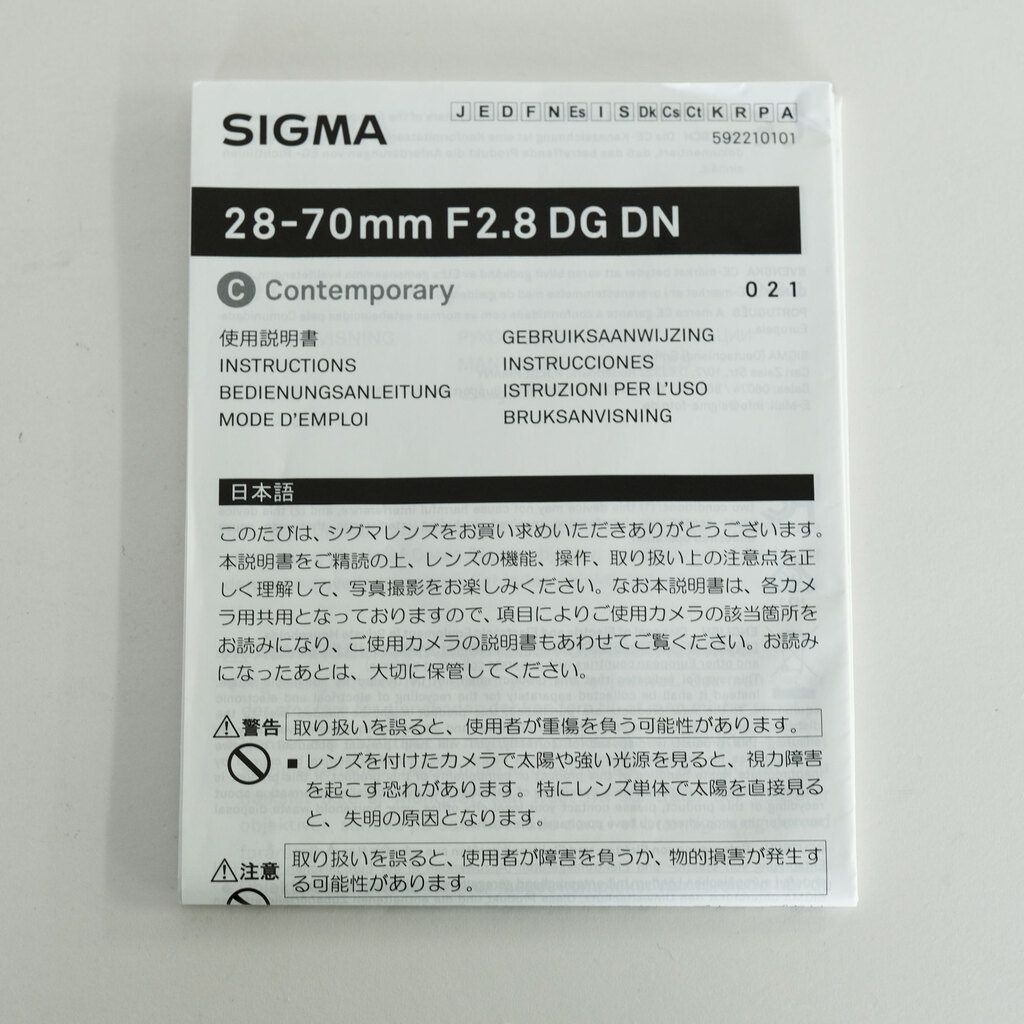 SIGMA
J E D F N Es I S Dk Cs Ct K R P A
592210101
28-70mm F2.8 DG DN
C Contemporary
021
使用説明書
INSTRUCTIONS
BEDIENUNGSANLEITUNG
MODE D'EMPLOI
GEBRUIKSAANWIJZING
INSTRUCCIONES
ISTRUZIONI PER L'USO
BRUKSANVISNING
日本語
このたびは、シグマレンズをお買い求めいただきありがとうございます。
本説明書をご精読の上、レンズの機能、操作、取り扱い上の注意点を正
しく理解して、写真撮影をお楽しみください。なお本説明書は、各カメ
ラ用共用となっておりますので、項目によりご使用カメラの該当箇所を
お読みになり、ご使用カメラの説明書もあわせてご覧ください。お読み
になったあとは、大切に保管してください。
警告 取り扱いを誤ると、使用者が重傷を負う可能性があります。
■ レンズを付けたカメラで太陽や強い光源を見ると、視力障害
を起こす恐れがあります。特にレンズ単体で太陽を直接見る
と、失明の原因となります。
注意 取り扱いを誤ると、使用者が障害を負うか、物的損害が発生す
る可能性があります。